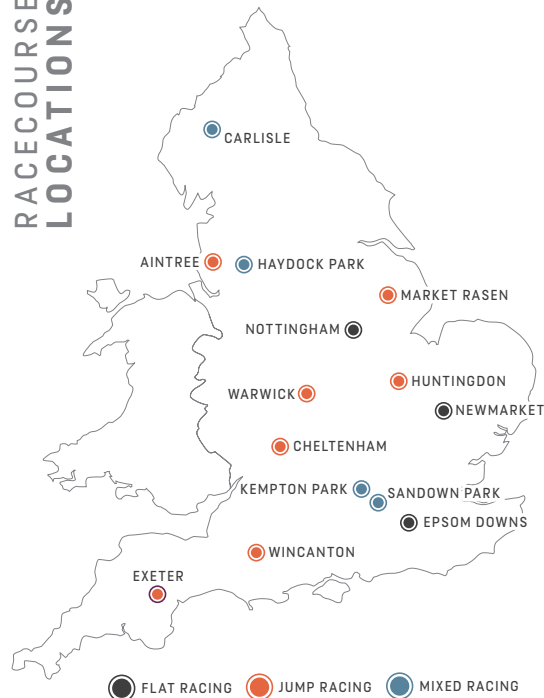 RACECOURSE
LOCATIONS
CARLISLE
AINTREE
HAYDOCK PARK
MARKET RASEN
NOTTINGHAM
HUNTINGDON
WARWICK
NEWMARKET
CHELTENHAM
KEMPTON PARK
SANDOWN PARK
EPSOM DOWNS
WINCANTON
EXETER
FLAT RACING JUMP RACING MIXED RACING